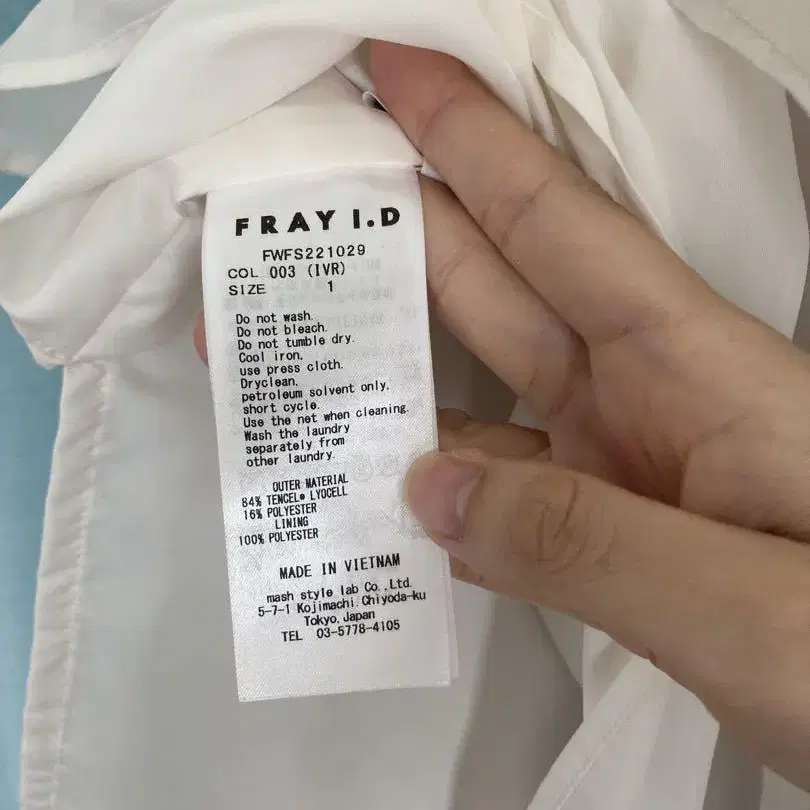 FRAY I.D
FWFS221029
COL 003 (IVR)
SIZE 1
Do not wash.
Do not bleach.
Do not tumble dry.
Cool iron,
use press cloth.
Dryclean,
petroleum solvent only,
short cycle.
Use the net when cleaning.
Wash the laundry
separately from
other laundry.
OUTER MATERIAL
84% TENCEL® LYOCELL
16% POLYESTER
LINING
100% POLYESTER
MADE IN VIETNAM
mash style lab Co.,Ltd.
5-7-1 Kojimachi.Chiyoda-ku
Tokyo.Japan
TEL 03-5778-4105